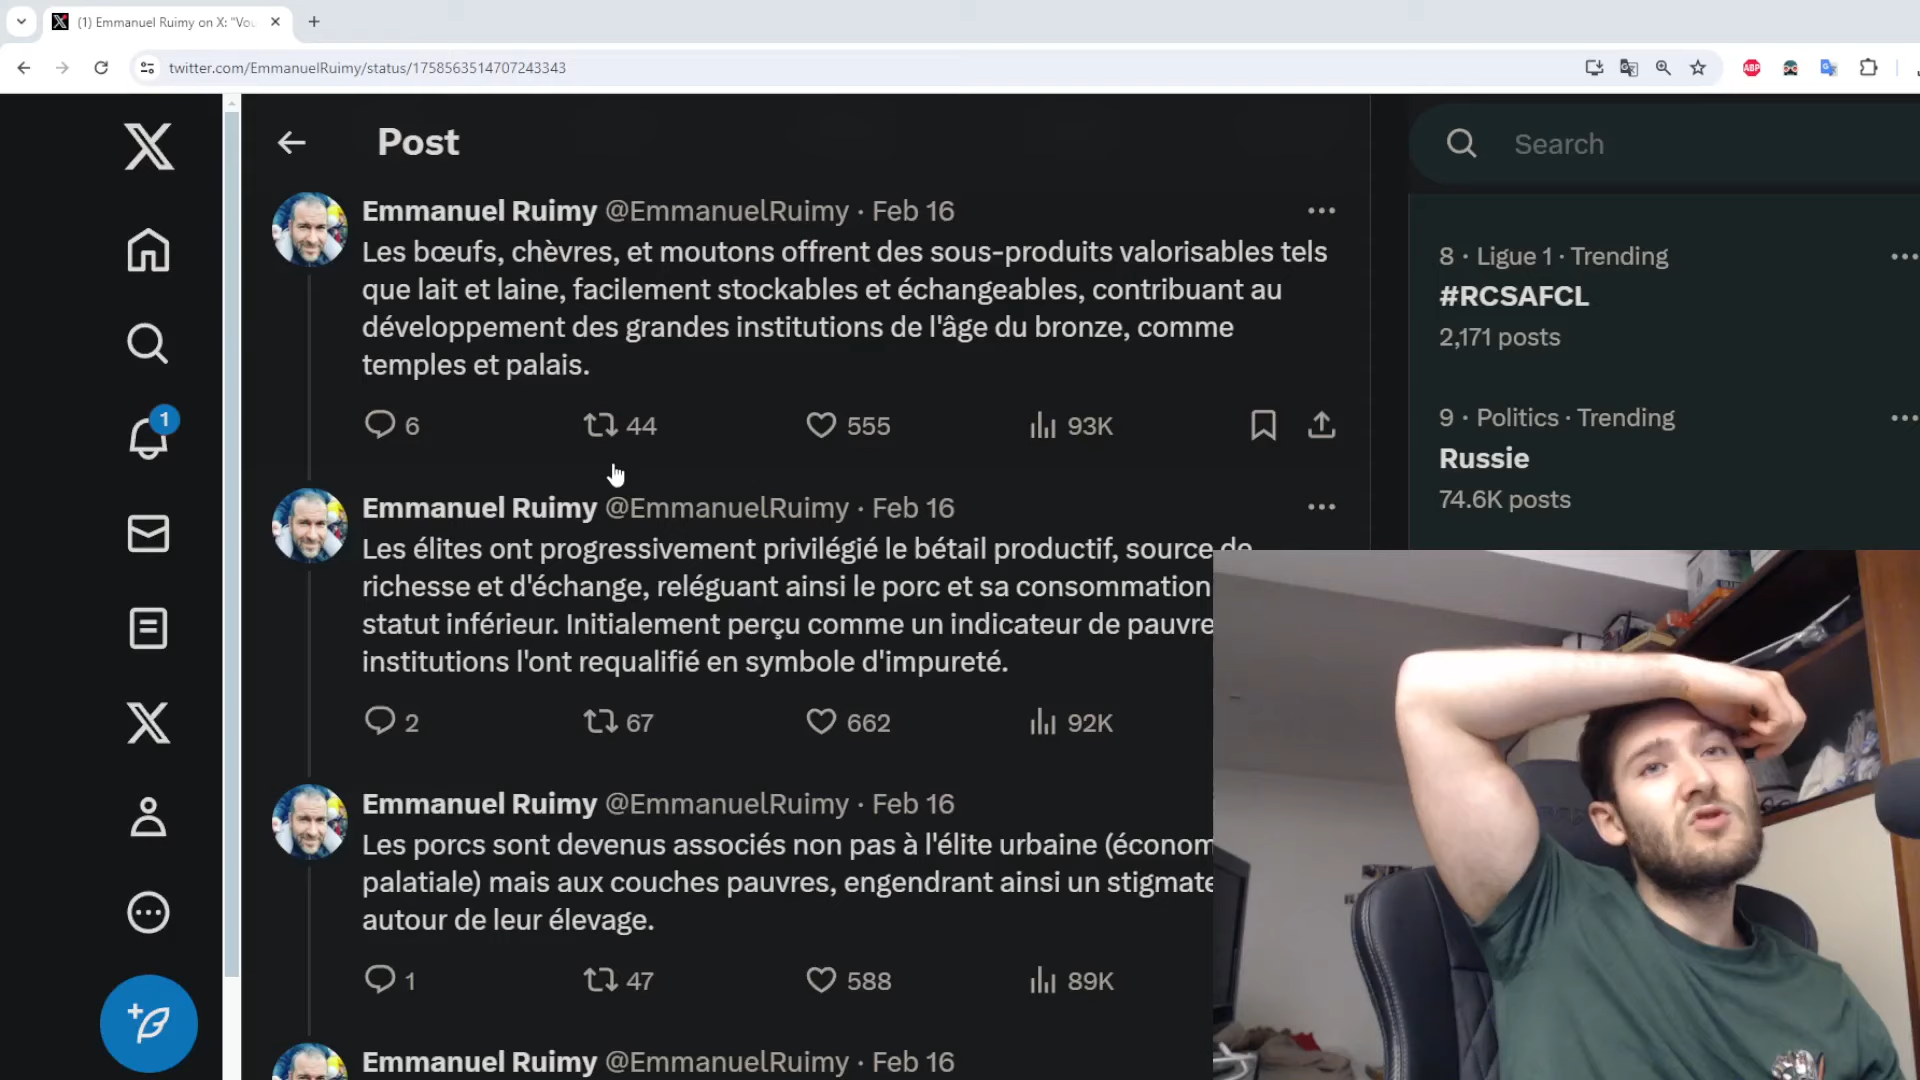 (1) Emmanuel Ruimy on X: "Vou
twitter.com/EmmanuelRuimy/status/1758563514707243343
ABP
Post
Search
Emmanuel Ruimy @EmmanuelRuimy · Feb 16
Les bœufs, chèvres, et moutons offrent des sous-produits valorisables tels
que lait et laine, facilement stockables et échangeables, contribuant au
développement des grandes institutions de l'âge du bronze, comme
temples et palais.
6 44 555 93K
8 · Ligue 1 · Trending
#RCSAFCL
2,171 posts
9 · Politics · Trending
Russie
74.6K posts
1
Emmanuel Ruimy @EmmanuelRuimy · Feb 16
Les élites ont progressivement privilégié le bétail productif, source de
richesse et d'échange, reléguant ainsi le porc et sa consommation
statut inférieur. Initialement perçu comme un indicateur de pauvre
institutions l'ont requalifié en symbole d'impureté.
2 67 662 92K
Emmanuel Ruimy @EmmanuelRuimy · Feb 16
Les porcs sont devenus associés non pas à l'élite urbaine (économ
palatiale) mais aux couches pauvres, engendrant ainsi un stigmate
autour de leur élevage.
1 47 588 89K
Emmanuel Ruimy @EmmanuelRuimy · Feb 16